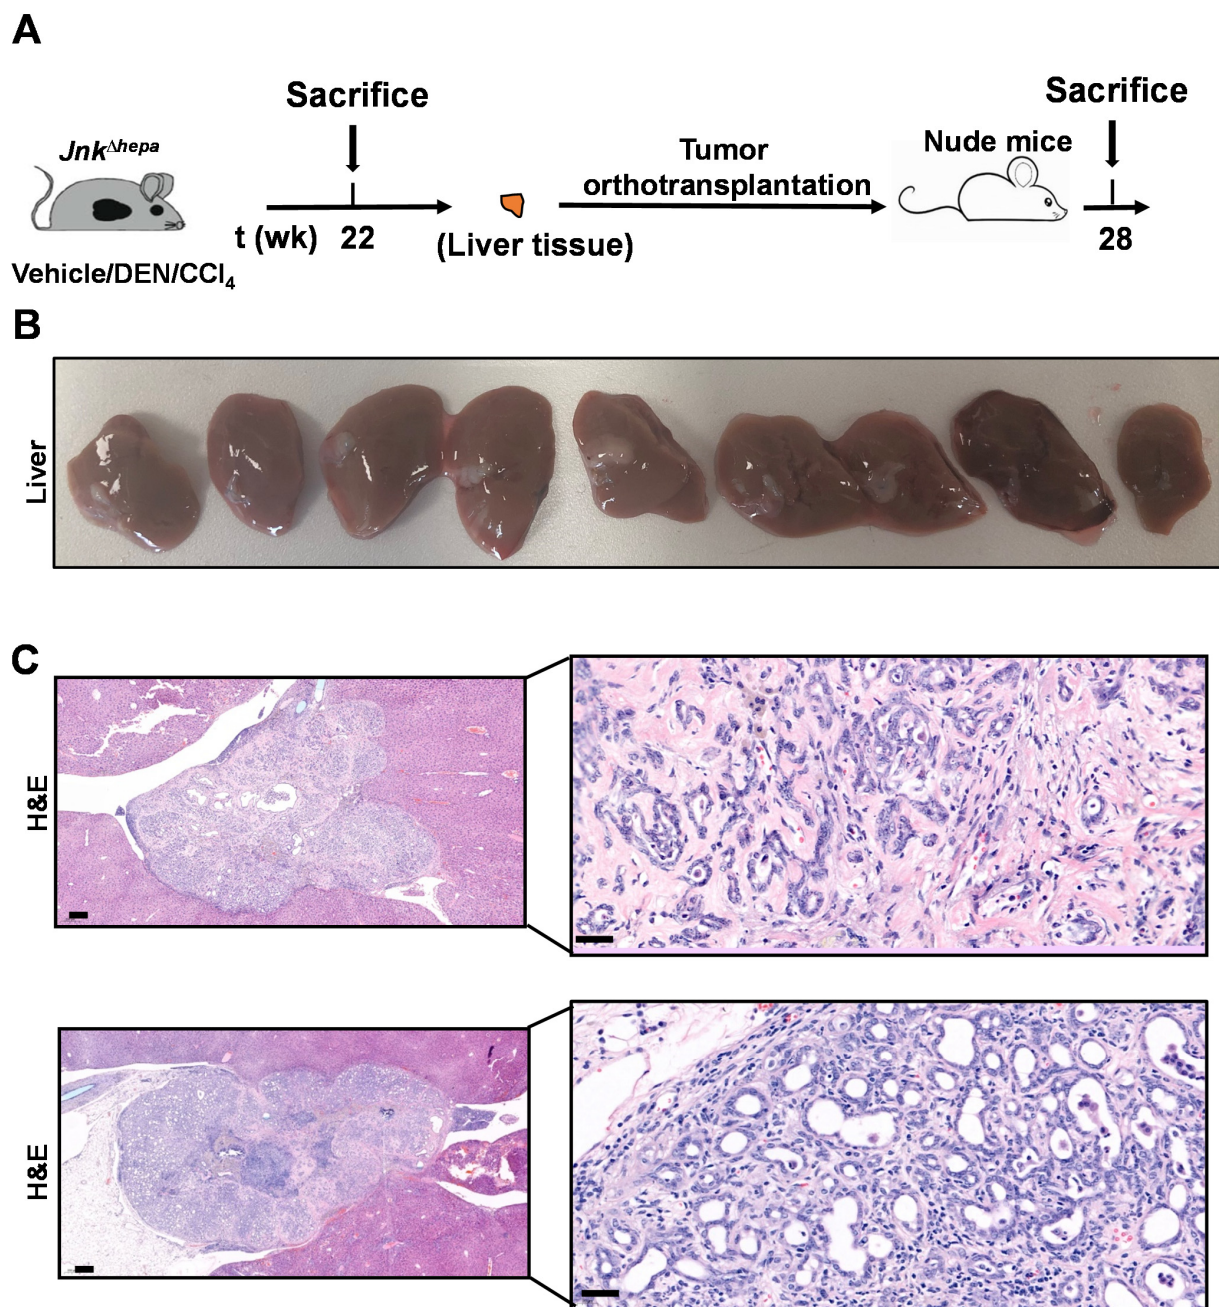 A
Sacrifice
Sacrifice
Jnk^Δhepa
Tumor
orthotransplantation
Nude mice
t (wk) 22
(Liver tissue)
28
Vehicle/DEN/CCl₄
B
Liver
C
H&E
H&E